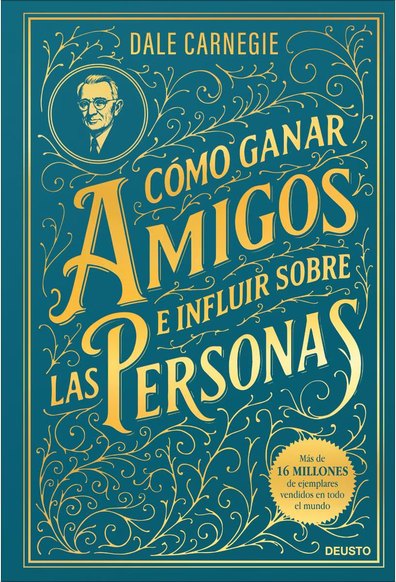 DALE CARNEGIE
CÓMO GANAR
AMIGOS
E INFLUIR SOBRE
LAS PERSONAS
Más de
16 MILLONES
de ejemplares
vendidos en todo
el mundo
DEUSTO